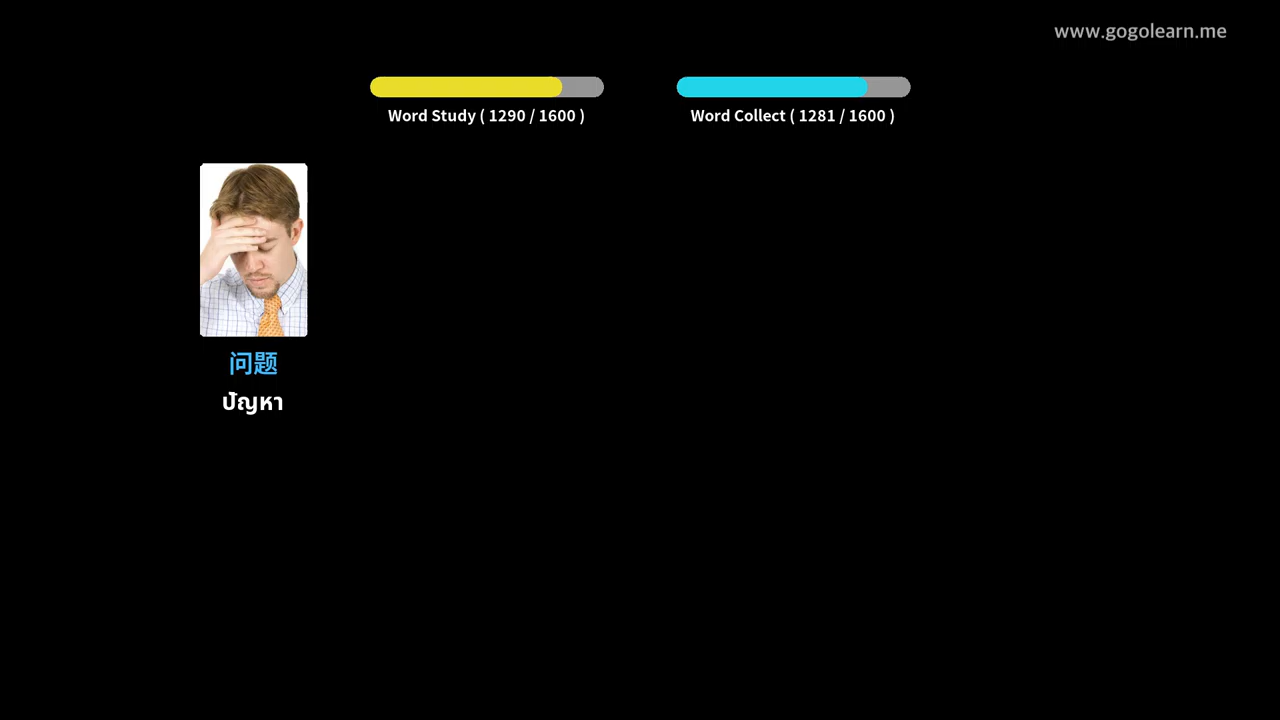 www.gogolearn.me
Word Study ( 1290 / 1600 )
Word Collect ( 1281 / 1600 )
问题
ปัญหา